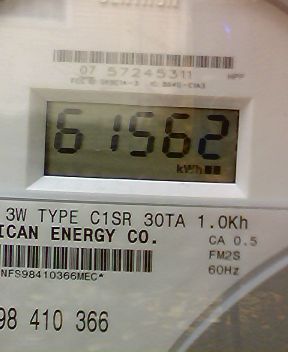 07 57245311
61562
kWh
3W TYPE C1SR 30TA 1.0Kh
ICAN ENERGY CO.
CA 0.5
FM2S
60Hz
NFS98410366MEC*
98 410 366